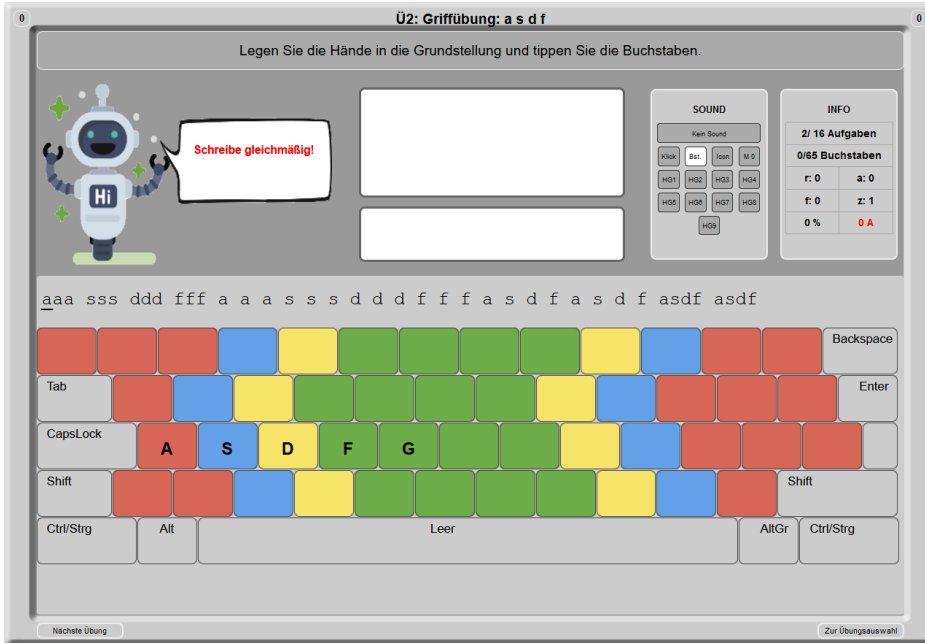 0 Ü2: Griffübung: a s d f 0
Legen Sie die Hände in die Grundstellung und tippen Sie die Buchstaben.
Hi
Schreibe gleichmäßig!
SOUND
Kein Sound
Klick Bst. Icon M 0
HG1 HG2 HG3 HG4
HG5 HG6 HG7 HG8
HG9
INFO
2/ 16 Aufgaben
0/65 Buchstaben
r: 0 a: 0
f: 0 z: 1
0 % 0 A
aaa sss ddd fff a a a s s s d d d f f f a s d f a s d f asdf asdf
Backspace
Tab Enter
CapsLock A S D F G
Shift Shift
Ctrl/Strg Alt Leer AltGr Ctrl/Strg
Nächste Übung Zur Übungsauswahl